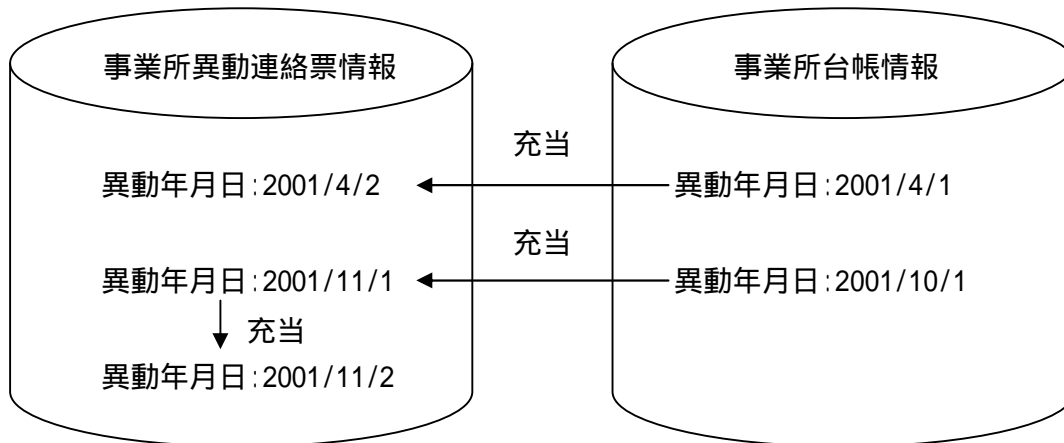 事業所異動連絡票情報
事業所台帳情報
充当
異動年月日:2001/4/2
異動年月日:2001/4/1
充当
異動年月日:2001/11/1
異動年月日:2001/10/1
充当
異動年月日:2001/11/2